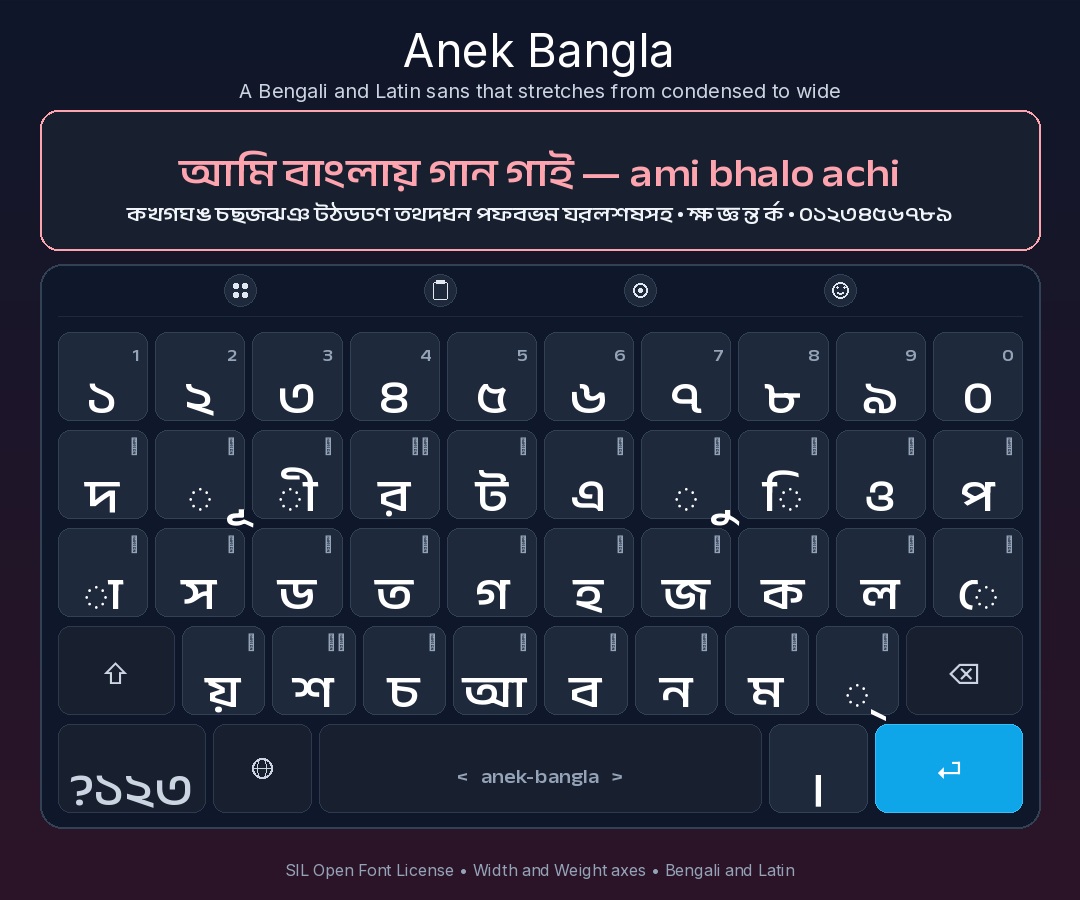 Anek Bangla
A Bengali and Latin sans that stretches from condensed to wide
আমি বাংলায় গান গাই — ami bhalo achi
কখগঘঙ চছজঝঞ টঠডঢণ তথদধন পফবভম যরলশষসহ • ক্ষ জ্ঞ ন্ত র্ক • ০১২৩৪৫৬৭৮৯
1 2 3 4 5 6 7 8 9 0
১ ২ ৩ ৪ ৫ ৬ ৭ ৮ ৯ ০
দ ূ ী র ট এ ু ি ও প
া স ড ত গ হ জ ক ল ে
য় শ চ আ ব ন ম ্
?১২৩ < anek-bangla > ।
SIL Open Font License • Width and Weight axes • Bengali and Latin